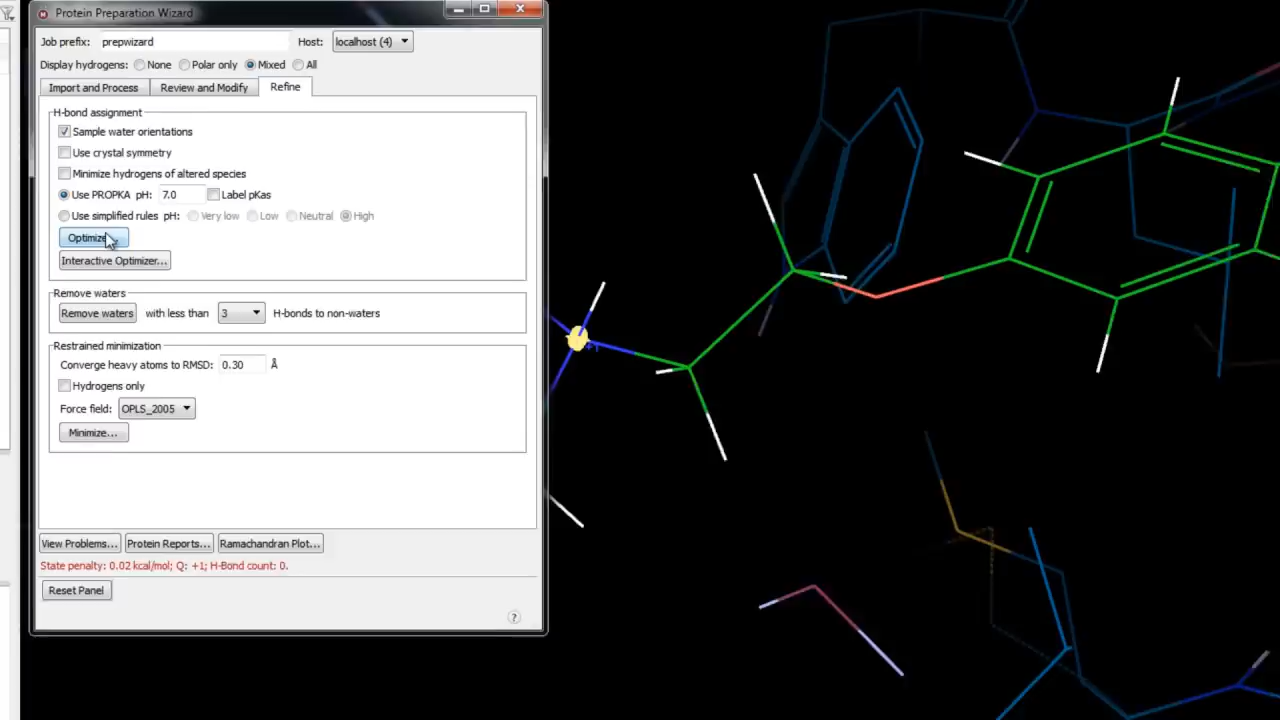 Protein Preparation Wizard
Job prefix: prepwizard Host: localhost (4)
Display hydrogens: None Polar only Mixed All
Import and Process Review and Modify Refine
H-bond assignment
Sample water orientations
Use crystal symmetry
Minimize hydrogens of altered species
Use PROPKA pH: 7.0 Label pKas
Use simplified rules pH: Very low Low Neutral High
Optimize...
Interactive Optimizer...
Remove waters
Remove waters with less than 3 H-bonds to non-waters
Restrained minimization
Converge heavy atoms to RMSD: 0.30 Å
Hydrogens only
Force field: OPLS_2005
Minimize...
View Problems... Protein Reports... Ramachandran Plot...
State penalty: 0.02 kcal/mol; Q: +1; H-Bond count: 0.
Reset Panel
?
+1